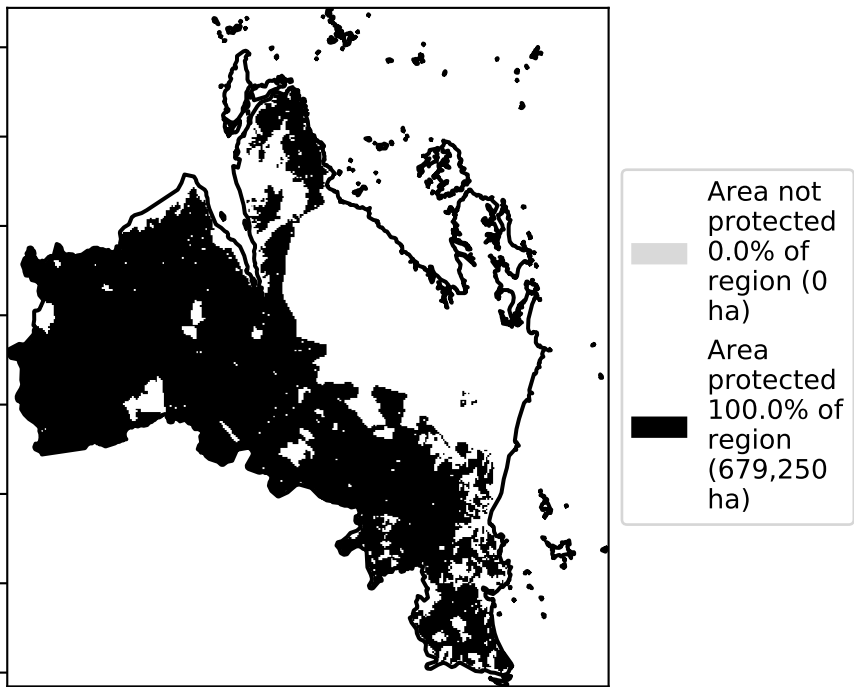 Area not
protected
0.0% of
region (0
ha)
Area
protected
100.0% of
region
(679,250
ha)